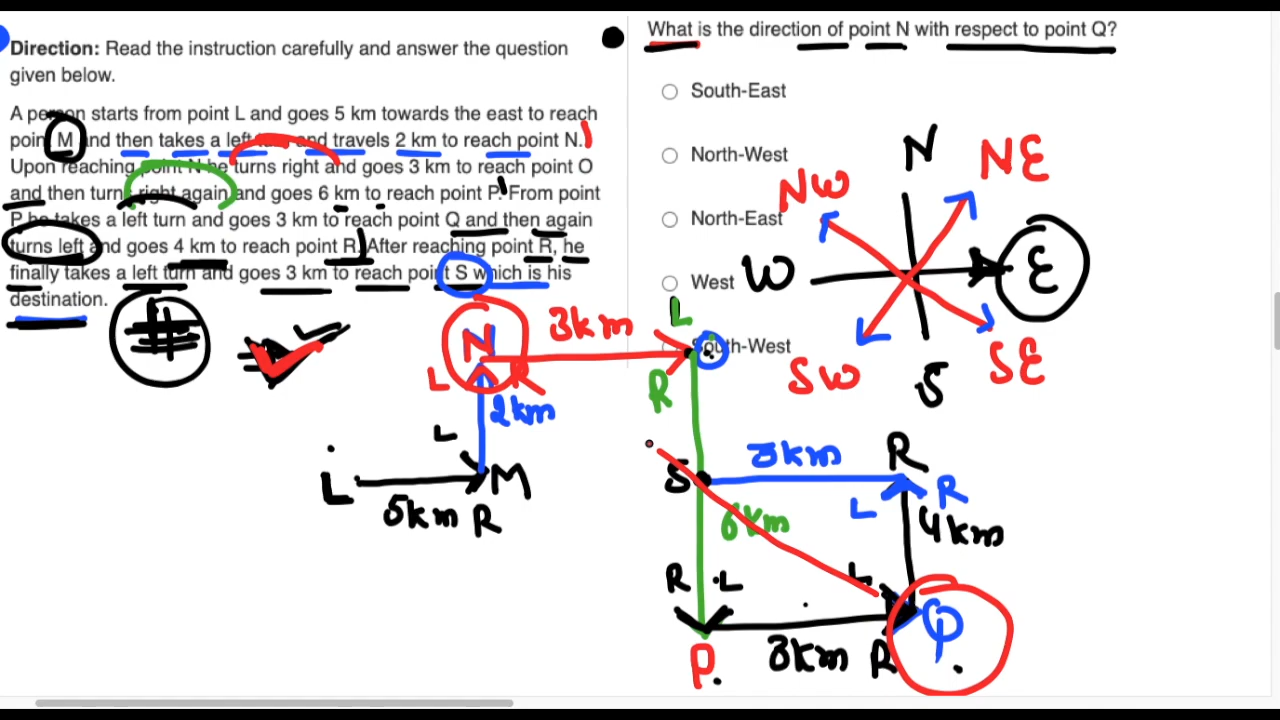 Direction: Read the instruction carefully and answer the question
given below.
A person starts from point L and goes 5 km towards the east to reach
point M and then takes a left turn and travels 2 km to reach point N.
Upon reaching point N he turns right and goes 3 km to reach point O
and then turns right again and goes 6 km to reach point P. From point
P he takes a left turn and goes 3 km to reach point Q and then again
turns left and goes 4 km to reach point R. After reaching point R, he
finally takes a left turn and goes 3 km to reach point S which is his
destination.
What is the direction of point N with respect to point Q?
South-East
North-West
North-East
West
South-West
N
NW
NE
W
E
SW
S
SE
N
3km
L
L
R
R
2km
L
L
5km
R
M
S
3km
R
6km
L
R
4km
R
L
L
P.
3km
R
Q